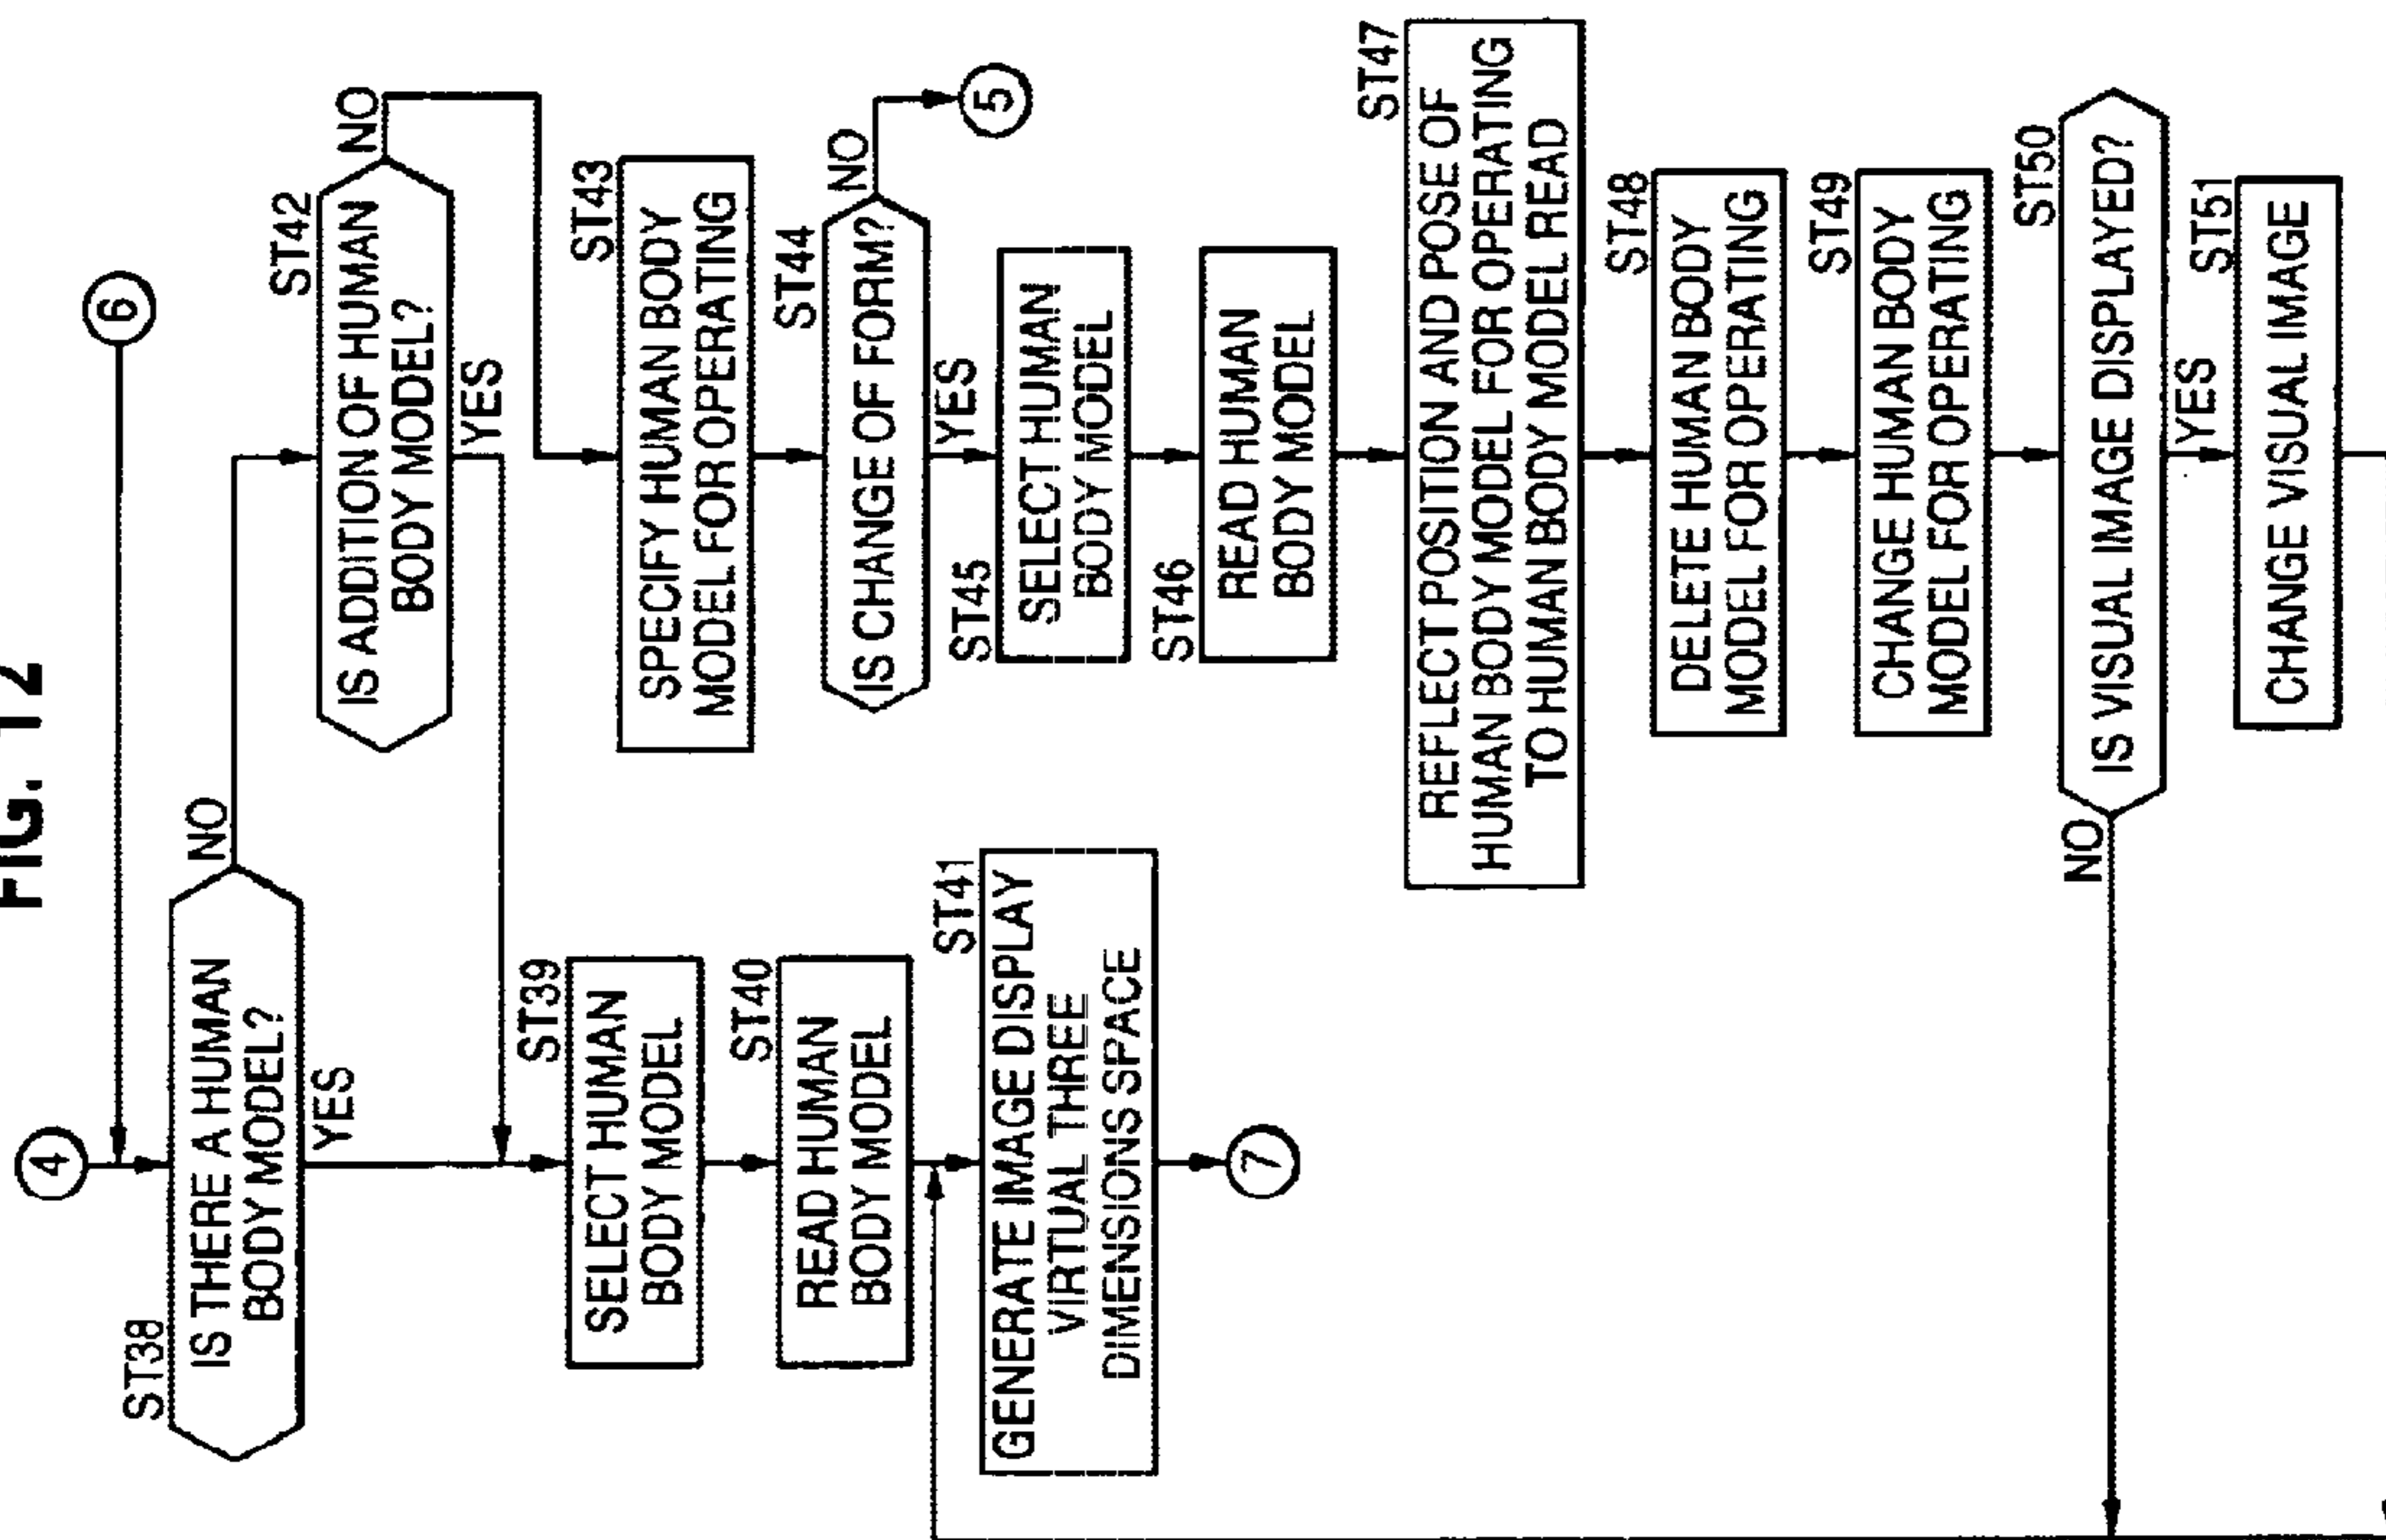 FIG. 12
4
6
ST38
IS THERE A HUMAN
BODY MODEL?
NO
YES
ST39
SELECT HUMAN
BODY MODEL
ST40
READ HUMAN
BODY MODEL
ST41
GENERATE IMAGE DISPLAY
VIRTUAL THREE
DIMENSIONS SPACE
7
ST42
IS ADDITION OF HUMAN
BODY MODEL?
NO
YES
ST43
SPECIFY HUMAN BODY
MODEL FOR OPERATING
ST44
IS CHANGE OF FORM?
NO
5
YES
ST45
SELECT HUMAN
BODY MODEL
ST46
READ HUMAN
BODY MODEL
ST47
REFLECT POSITION AND POSE OF
HUMAN BODY MODEL FOR OPERATING
TO HUMAN BODY MODEL READ
ST48
DELETE HUMAN BODY
MODEL FOR OPERATING
ST49
CHANGE HUMAN BODY
MODEL FOR OPERATING
ST50
IS VISUAL IMAGE DISPLAYED?
NO
YES
ST51
CHANGE VISUAL IMAGE